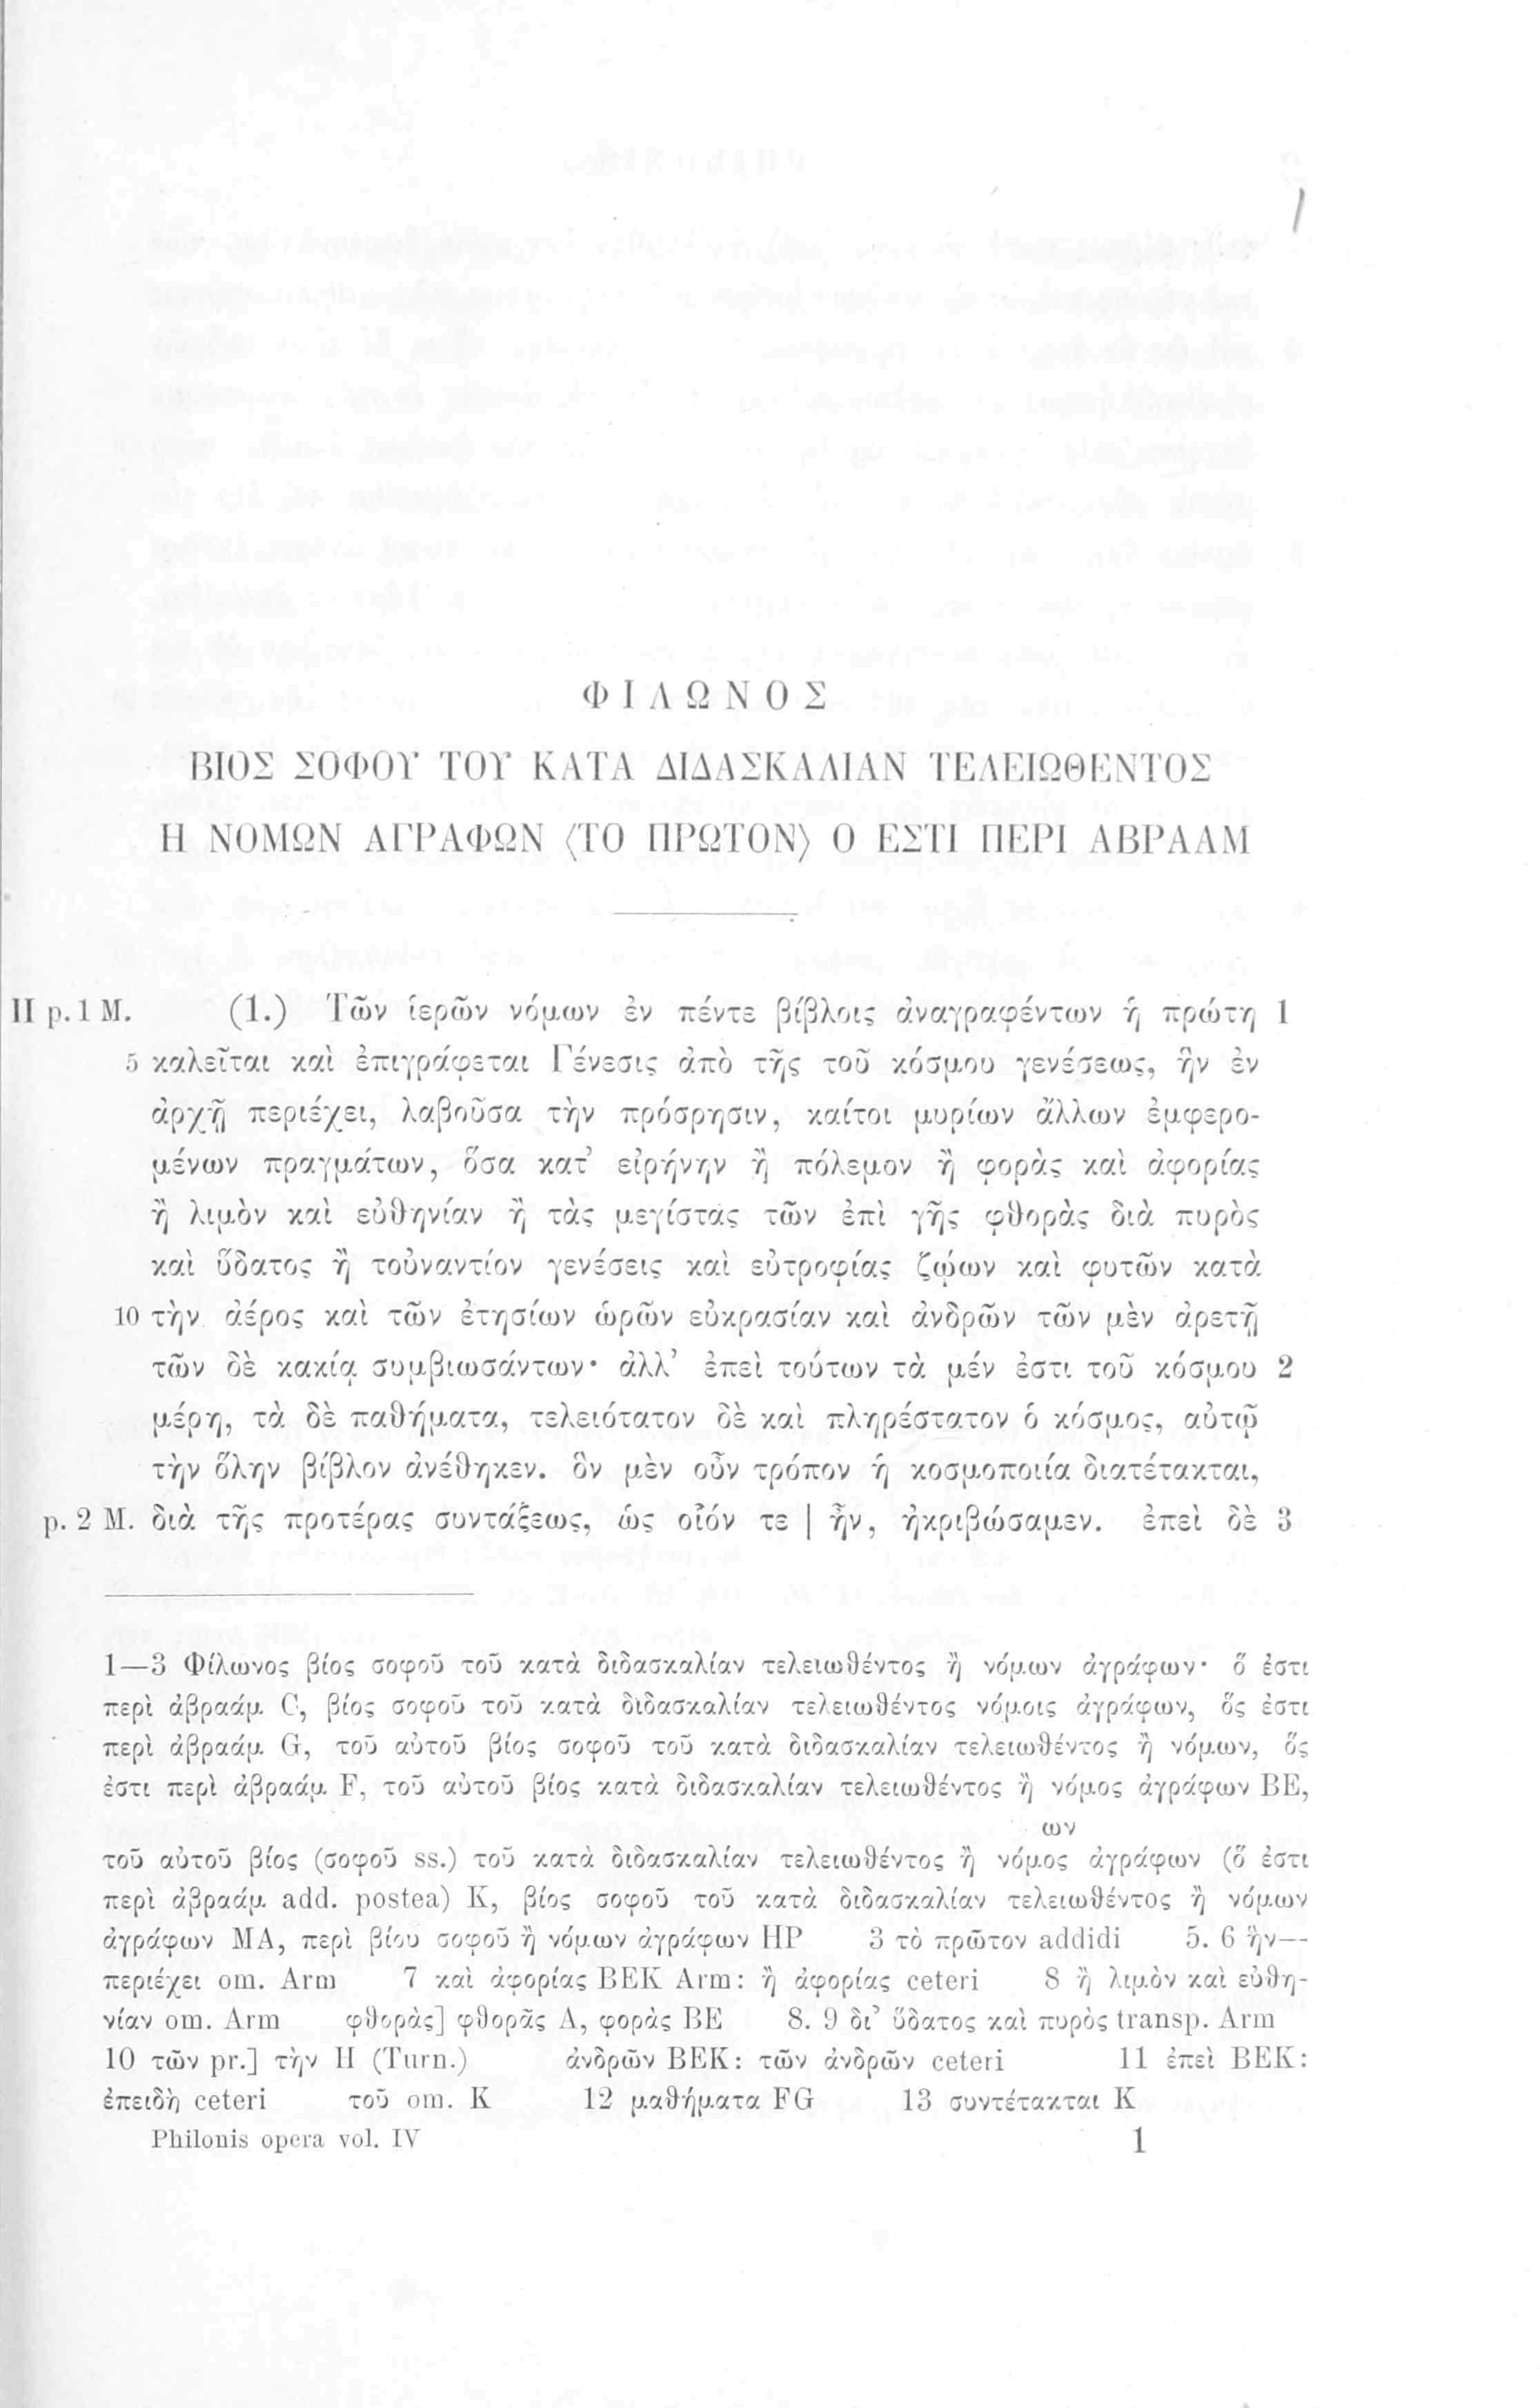 ΦΙΛΩΝΟΣ
ΒΙΟΣ ΣΟΦΟΥ ΤΟΥ ΚΑΤΑ ΔΙΔΑΣΚΑΛΙΑΝ ΤΕΛΕΙΩΘΕΝΤΟΣ
Η ΝΟΜΩΝ ΑΓΡΑΦΩΝ ⟨ΤΟ ΠΡΩΤΟΝ⟩ Ο ΕΣΤΙ ΠΕΡΙ ΑΒΡΑΑΜ
II p. 1 M. (1.) Τῶν ἱερῶν νόμων ἐν πέντε βίβλοις ἀναγραφέντων ἡ πρώτη 1
5 καλεῖται καὶ ἐπιγράφεται Γένεσις ἀπὸ τῆς τοῦ κόσμου γενέσεως, ἣν ἐν
ἀρχῇ περιέχει, λαβοῦσα τὴν πρόσρησιν, καίτοι μυρίων ἄλλων ἐμφερο-
μένων πραγμάτων, ὅσα κατ’ εἰρήνην ἢ πόλεμον ἢ φορὰς καὶ ἀφορίας
ἢ λιμὸν καὶ εὐθηνίαν ἢ τὰς μεγίστας τῶν ἐπὶ γῆς φθορὰς διὰ πυρὸς
καὶ ὕδατος ἢ τοὐναντίον γενέσεις καὶ εὐτροφίας ζῴων καὶ φυτῶν κατὰ
10 τὴν ἀέρος καὶ τῶν ἐτησίων ὡρῶν εὐκρασίαν καὶ ἀνδρῶν τῶν μὲν ἀρετῇ
τῶν δὲ κακίᾳ συμβιωσάντων· ἀλλ’ ἐπεὶ τούτων τὰ μέν ἐστι τοῦ κόσμου 2
μέρη, τὰ δὲ παθήματα, τελειότατον δὲ καὶ πληρέστατον ὁ κόσμος, αὐτῷ
τὴν ὅλην βίβλον ἀνέθηκεν. ὃν μὲν οὖν τρόπον ἡ κοσμοποιία διατέτακται,
p. 2 M. διὰ τῆς προτέρας συντάξεως, ὡς οἷόν τε | ἦν, ἠκριβώσαμεν. ἐπεὶ δὲ 3
1—3 Φίλωνος βίος σοφοῦ τοῦ κατὰ διδασκαλίαν τελειωθέντος ἢ νόμων ἀγράφων· ὅ ἐστι
περὶ ἀβραάμ C, βίος σοφοῦ τοῦ κατὰ διδασκαλίαν τελειωθέντος νόμοις ἀγράφων, ὅς ἐστι
περὶ ἀβραάμ G, τοῦ αὐτοῦ βίος σοφοῦ τοῦ κατὰ διδασκαλίαν τελειωθέντος ἢ νόμων, ὅς
ἐστι περὶ ἀβραάμ F, τοῦ αὐτοῦ βίος κατὰ διδασκαλίαν τελειωθέντος ἢ νόμος ἀγράφων BE,
ων
τοῦ αὐτοῦ βίος (σοφοῦ ss.) τοῦ κατὰ διδασκαλίαν τελειωθέντος ἢ νόμος ἀγράφων (ὅ ἐστι
περὶ ἀβραάμ add. postea) K, βίος σοφοῦ τοῦ κατὰ διδασκαλίαν τελειωθέντος ἢ νόμων
ἀγράφων MA, περὶ βίου σοφοῦ ἢ νόμων ἀγράφων HP 3 τὸ πρῶτον addidi 5. 6 ἣν—
περιέχει om. Arm 7 καὶ ἀφορίας BEK Arm: ἢ ἀφορίας ceteri 8 ἢ λιμὸν καὶ εὐθη-
νίαν om. Arm φθορὰς] φθορᾶς A, φορὰς BE 8. 9 δι’ ὕδατος καὶ πυρὸς transp. Arm
10 τῶν pr.] τὴν H (Turn.) ἀνδρῶν BEK: τῶν ἀνδρῶν ceteri 11 ἐπεὶ BEK:
ἐπειδὴ ceteri τοῦ om. K 12 μαθήματα FG 13 συντέτακται K
Philonis opera vol. IV 1